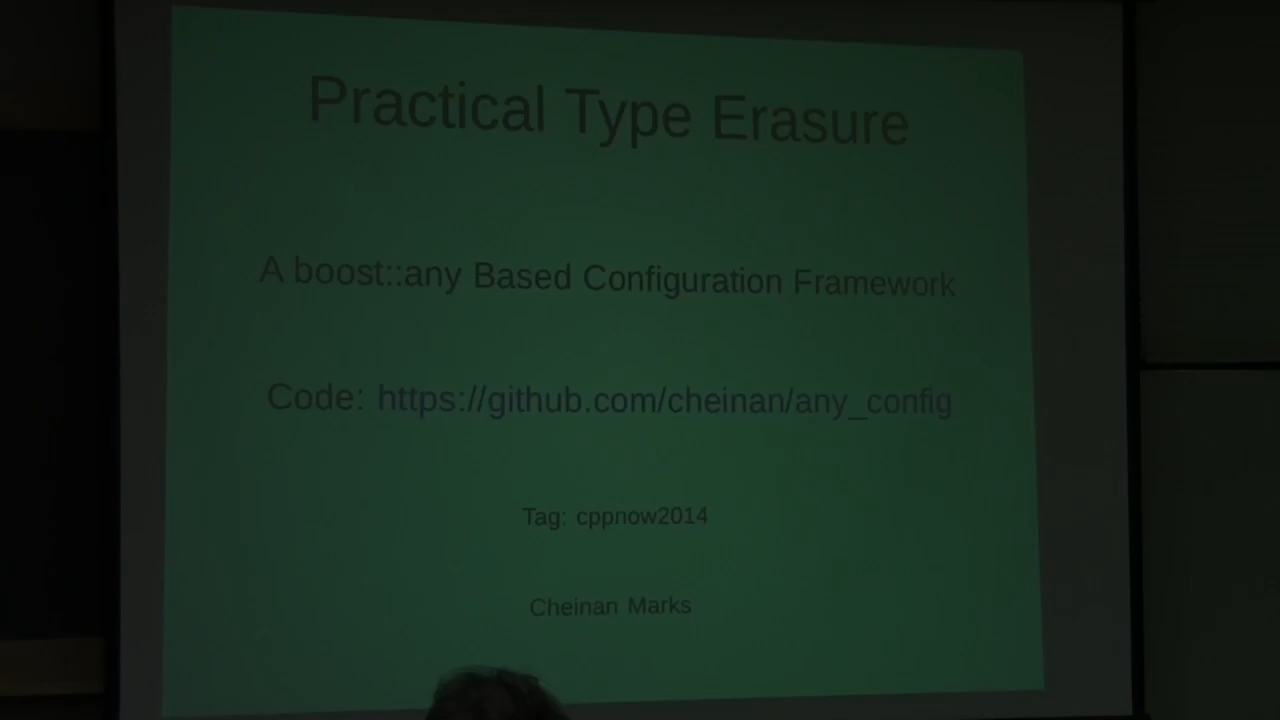 Practical Type Erasure
A boost::any Based Configuration Framework
Code: https://github.com/cheinan/any_config
Tag: cppnow2014
Cheinan Marks